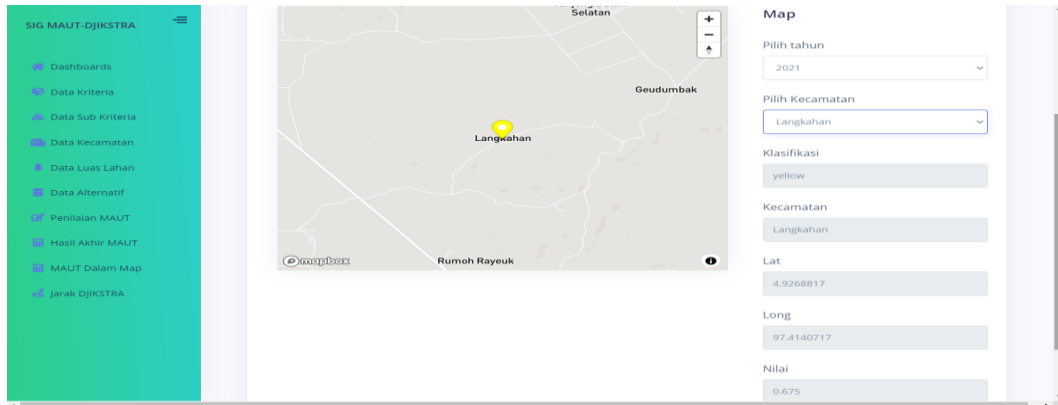 SIG MAUT-DJIKSTRA
Dashboards
Data Kriteria
Data Sub Kriteria
Data Kecamatan
Data Luas Lahan
Data Alternatif
Penilaian MAUT
Hasil Akhir MAUT
MAUT Dalam Map
Jarak DJIKSTRA
Selatan
Geudumbak
Langkahan
Rumoh Rayeuk
mapbox
Map
Pilih tahun
2021
Pilih Kecamatan
Langkahan
Klasifikasi
yellow
Kecamatan
Langkahan
Lat
4.9268817
Long
97.4140717
Nilai
0.675